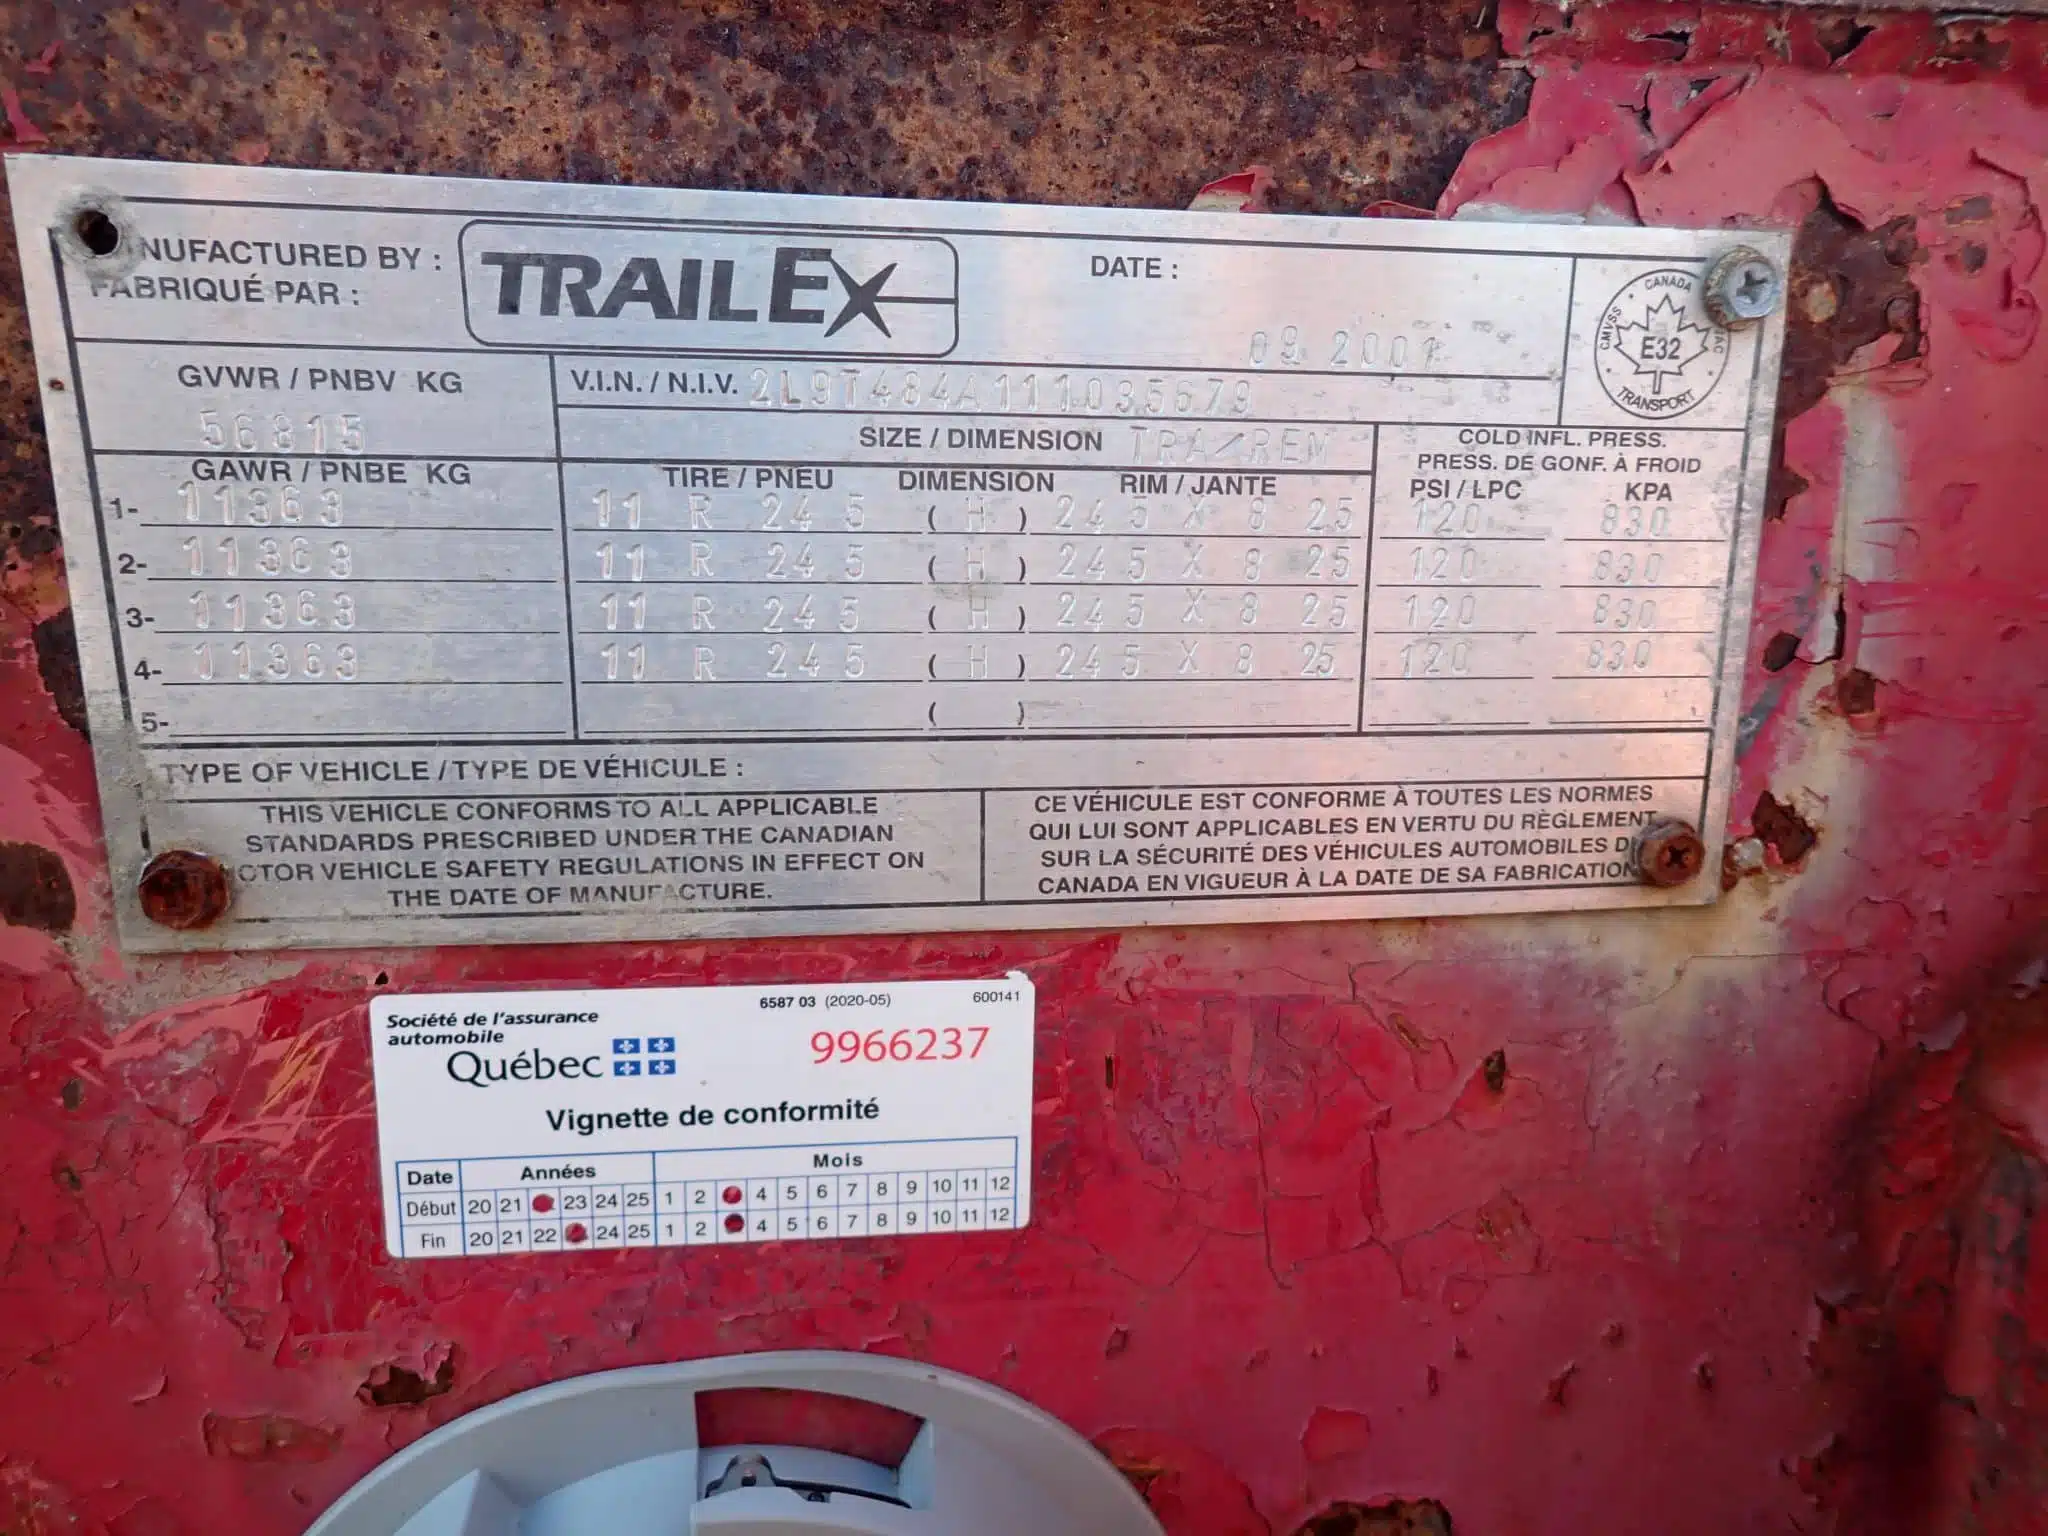 MANUFACTURED BY :
FABRIQUÉ PAR :
TRAILEX
DATE :
09 2001
CANADA
CMVSS
E32
TRANSPORT
GVWR / PNBV KG
56815
V.I.N. / N.I.V. 2L9T484A111035679
SIZE / DIMENSION TRA/REM
COLD INFL. PRESS.
PRESS. DE GONF. À FROID
GAWR / PNBE KG TIRE / PNEU DIMENSION RIM / JANTE PSI / LPC KPA
1- 11363 11 R 24 5 ( H ) 24 5 X 8 25 120 830
2- 11363 11 R 24 5 ( H ) 24 5 X 8 25 120 830
3- 11363 11 R 24 5 ( H ) 24 5 X 8 25 120 830
4- 11363 11 R 24 5 ( H ) 24 5 X 8 25 120 830
5- ( )
TYPE OF VEHICLE / TYPE DE VÉHICULE :
THIS VEHICLE CONFORMS TO ALL APPLICABLE
STANDARDS PRESCRIBED UNDER THE CANADIAN
MOTOR VEHICLE SAFETY REGULATIONS IN EFFECT ON
THE DATE OF MANUFACTURE.
CE VÉHICULE EST CONFORME À TOUTES LES NORMES
QUI LUI SONT APPLICABLES EN VERTU DU RÈGLEMENT
SUR LA SÉCURITÉ DES VÉHICULES AUTOMOBILES DU
CANADA EN VIGUEUR À LA DATE DE SA FABRICATION
6587 03 (2020-05) 600141
Société de l'assurance
automobile
Québec
9966237
Vignette de conformité
Date Années Mois
Début 20 21 23 24 25 1 2 4 5 6 7 8 9 10 11 12
Fin 20 21 22 24 25 1 2 4 5 6 7 8 9 10 11 12